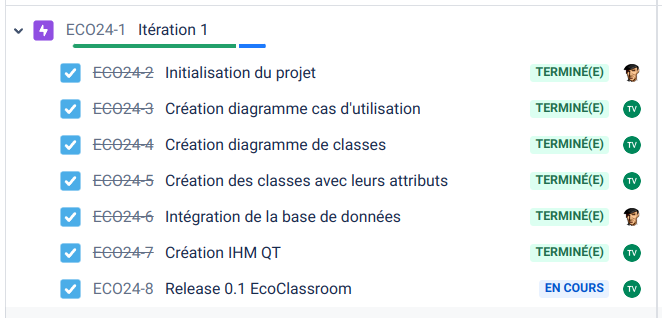 ECO24-1 Itération 1
ECO24-2 Initialisation du projet TERMINÉ(E)
ECO24-3 Création diagramme cas d'utilisation TERMINÉ(E) TV
ECO24-4 Création diagramme de classes TERMINÉ(E) TV
ECO24-5 Création des classes avec leurs attributs TERMINÉ(E) TV
ECO24-6 Intégration de la base de données TERMINÉ(E)
ECO24-7 Création IHM QT TERMINÉ(E) TV
ECO24-8 Release 0.1 EcoClassroom EN COURS TV